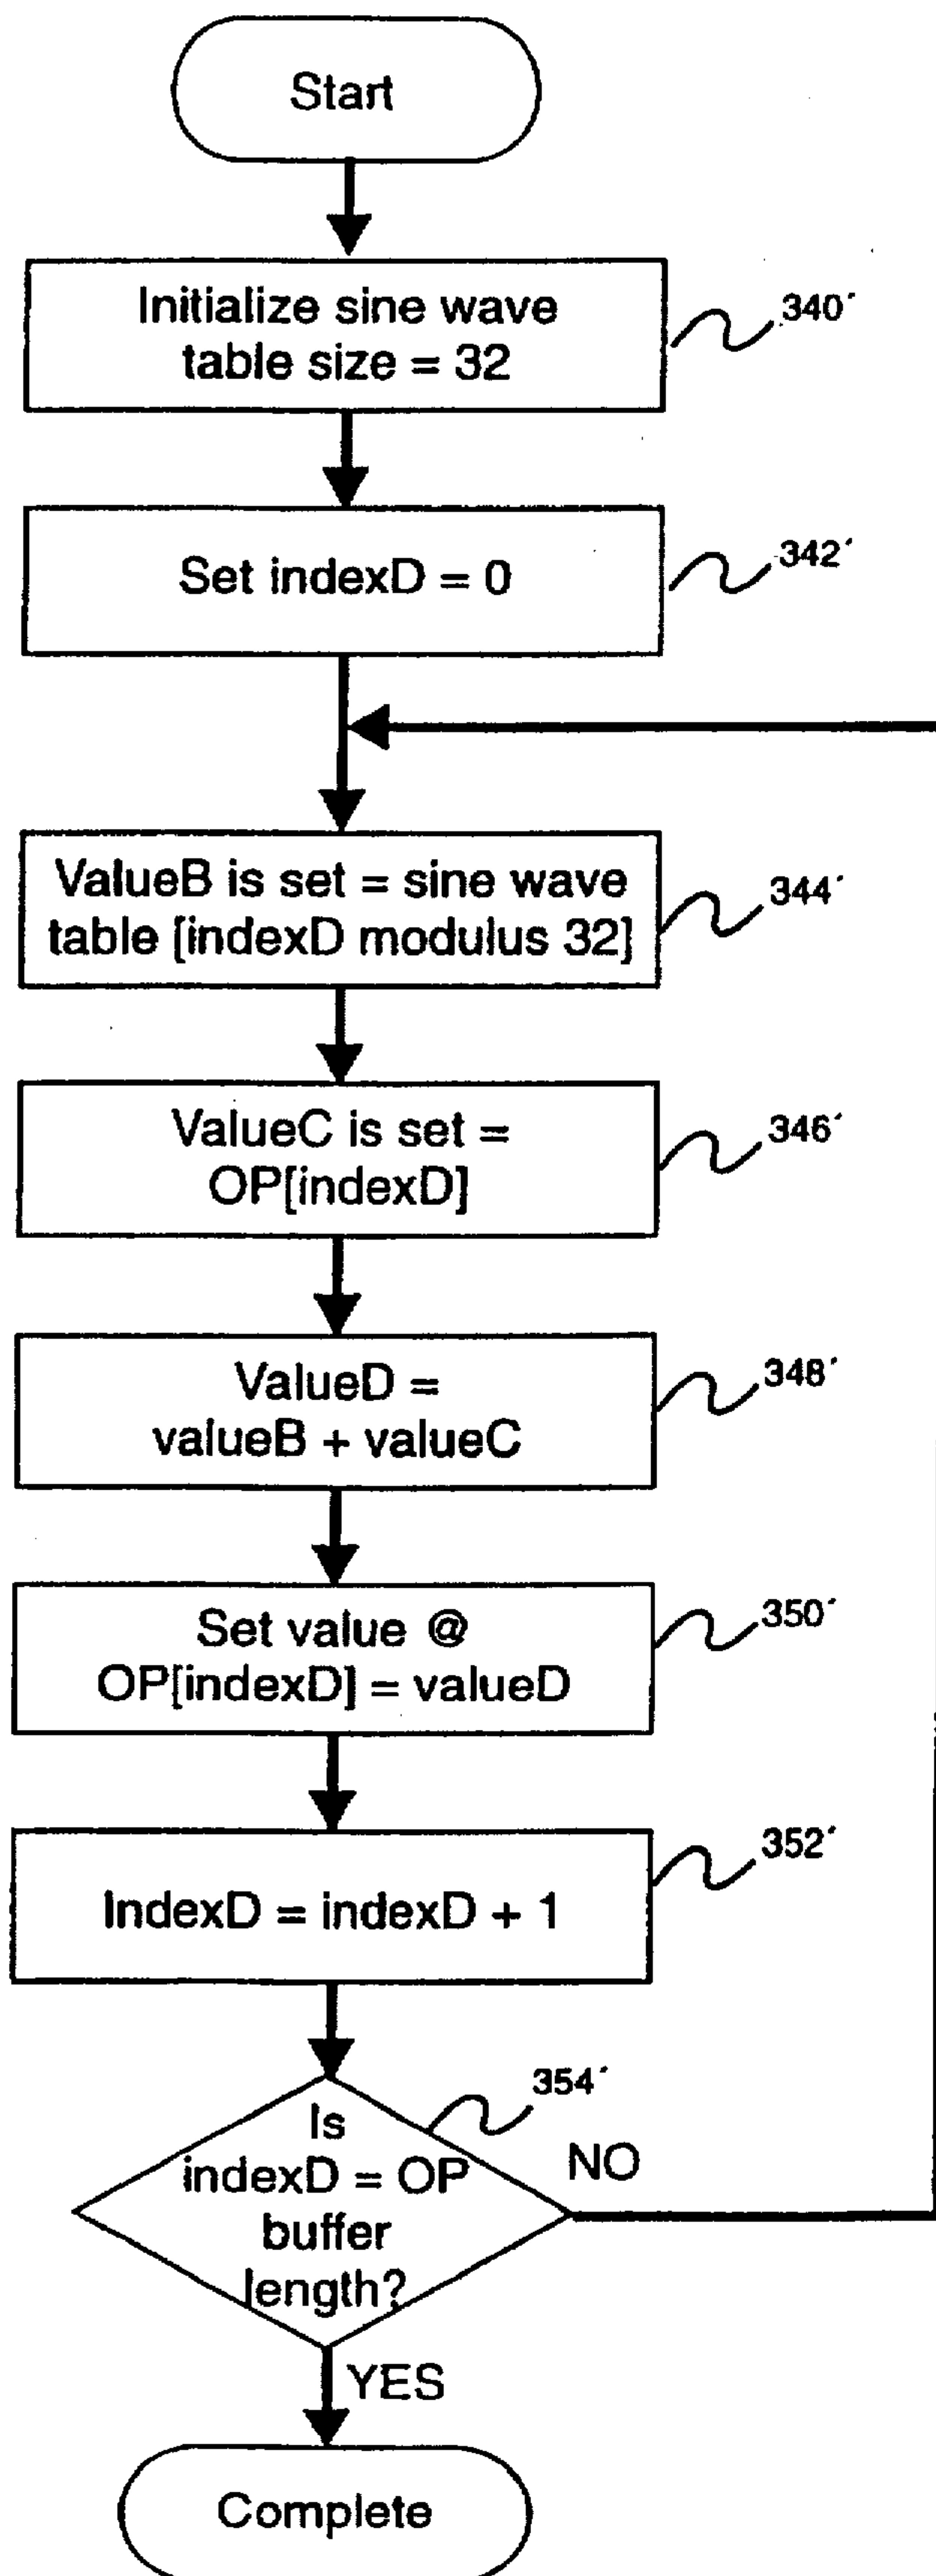 Start
Initialize sine wave
table size = 32
340´
Set indexD = 0
342´
ValueB is set = sine wave
table [indexD modulus 32]
344´
ValueC is set =
OP[indexD]
346´
ValueD =
valueB + valueC
348´
Set value @
OP[indexD] = valueD
350´
IndexD = indexD + 1
352´
354´
Is
indexD = OP
buffer
length?
NO
YES
Complete